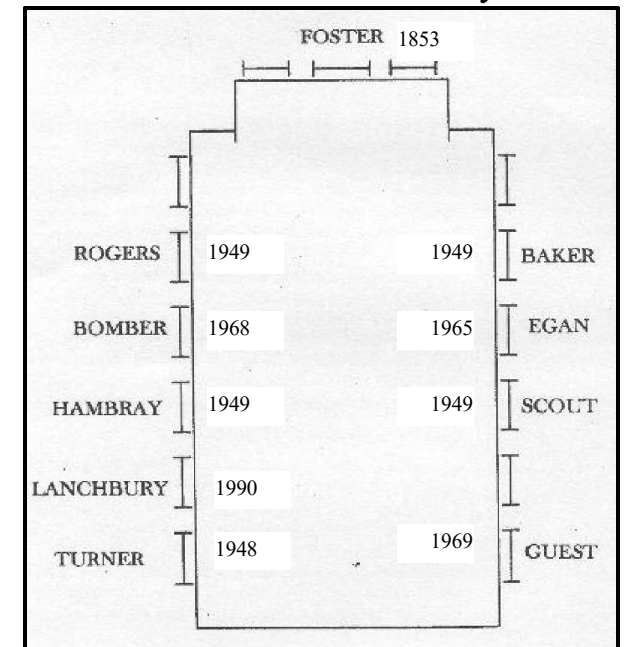 FOSTER 1853
ROGERS 1949 1949 BAKER
BOMBER 1968 1965 EGAN
HAMBRAY 1949 1949 SCOUT
LANCHBURY 1990
TURNER 1948 1969 GUEST